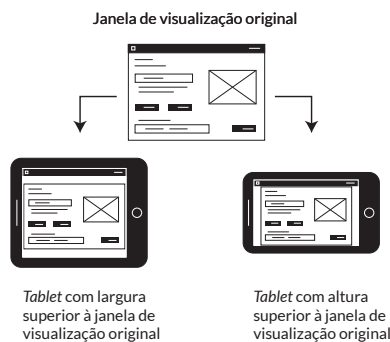 Janela de visualização original
Tablet com largura
superior à janela de
visualização original
Tablet com altura
superior à janela de
visualização original